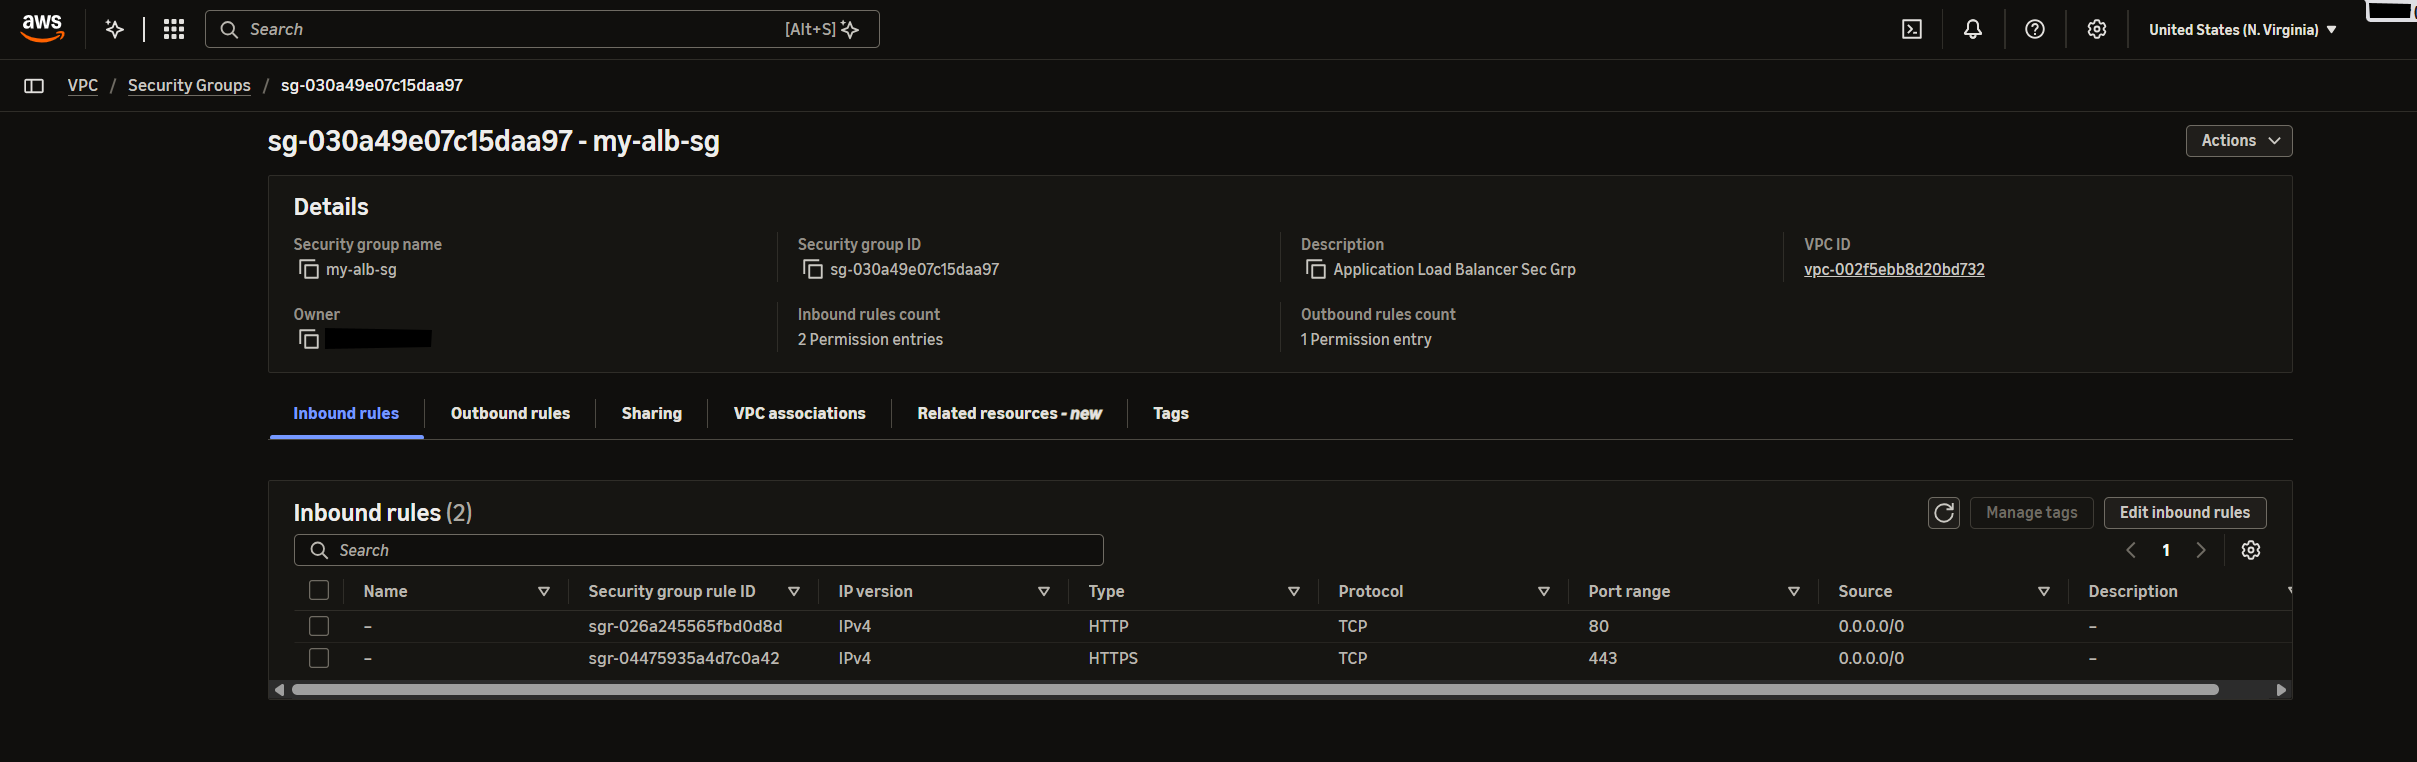 aws
Search [Alt+S]
United States (N. Virginia)
VPC / Security Groups / sg-030a49e07c15daa97
sg-030a49e07c15daa97 - my-alb-sg
Actions
Details
Security group name
my-alb-sg
Security group ID
sg-030a49e07c15daa97
Description
Application Load Balancer Sec Grp
VPC ID
vpc-002f5ebb8d20bd732
Owner
Inbound rules count
2 Permission entries
Outbound rules count
1 Permission entry
Inbound rules Outbound rules Sharing VPC associations Related resources - new Tags
Inbound rules (2)
Manage tags
Edit inbound rules
Search
1
Name Security group rule ID IP version Type Protocol Port range Source Description
– sgr-026a245565fbd0d8d IPv4 HTTP TCP 80 0.0.0.0/0 –
– sgr-04475935a4d7c0a42 IPv4 HTTPS TCP 443 0.0.0.0/0 –